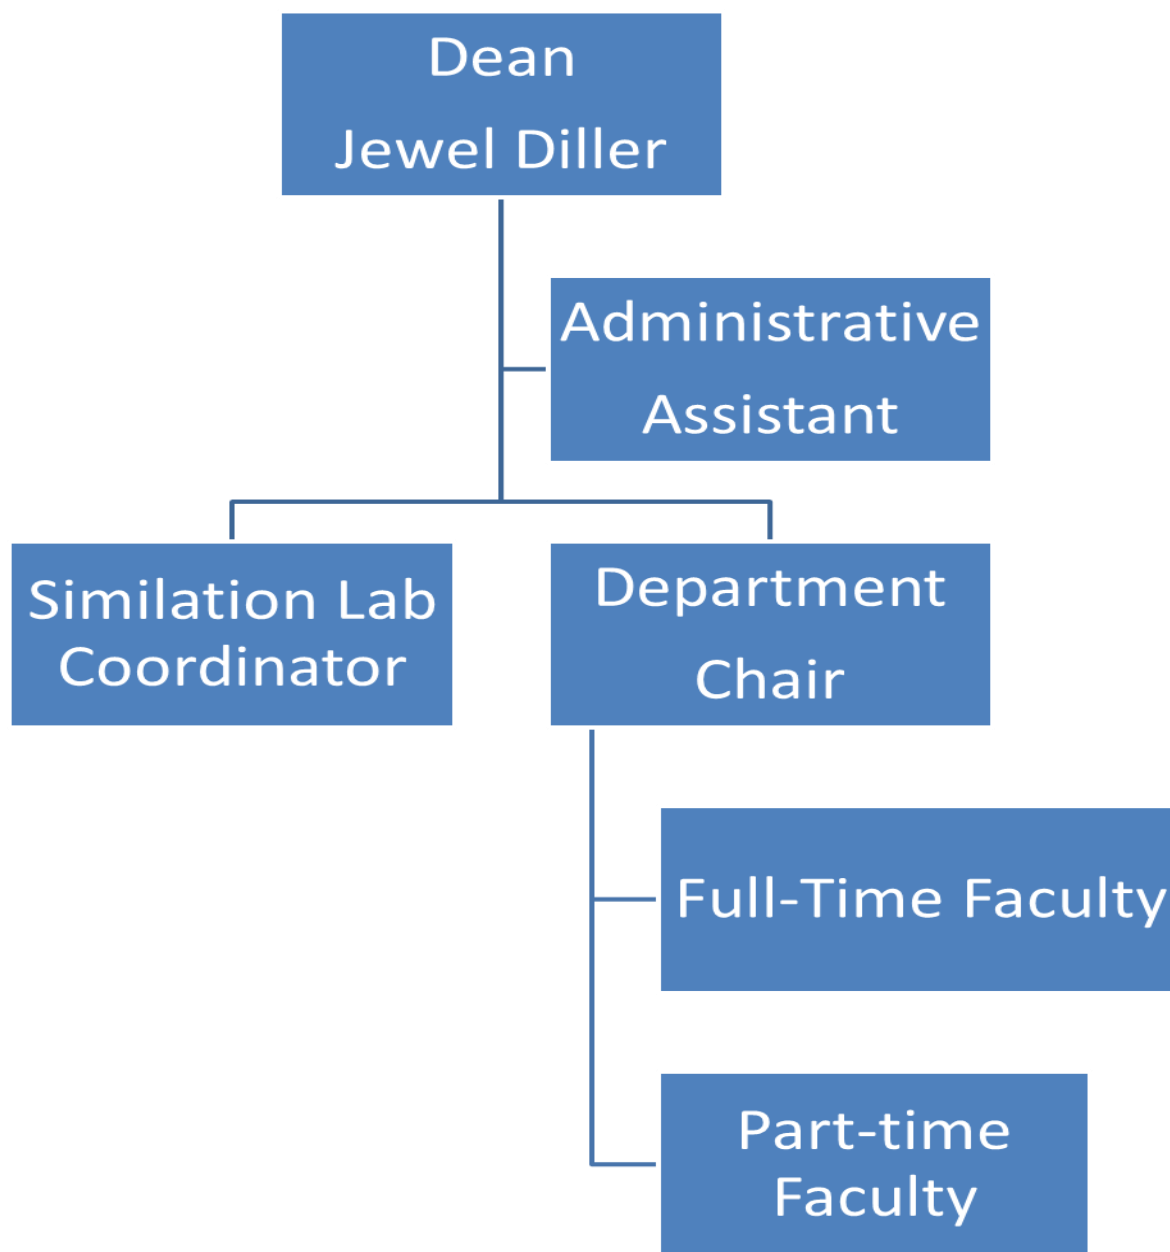 Dean
Jewel Diller
Administrative
Assistant
Similation Lab
Coordinator
Department
Chair
Full-Time Faculty
Part-time
Faculty